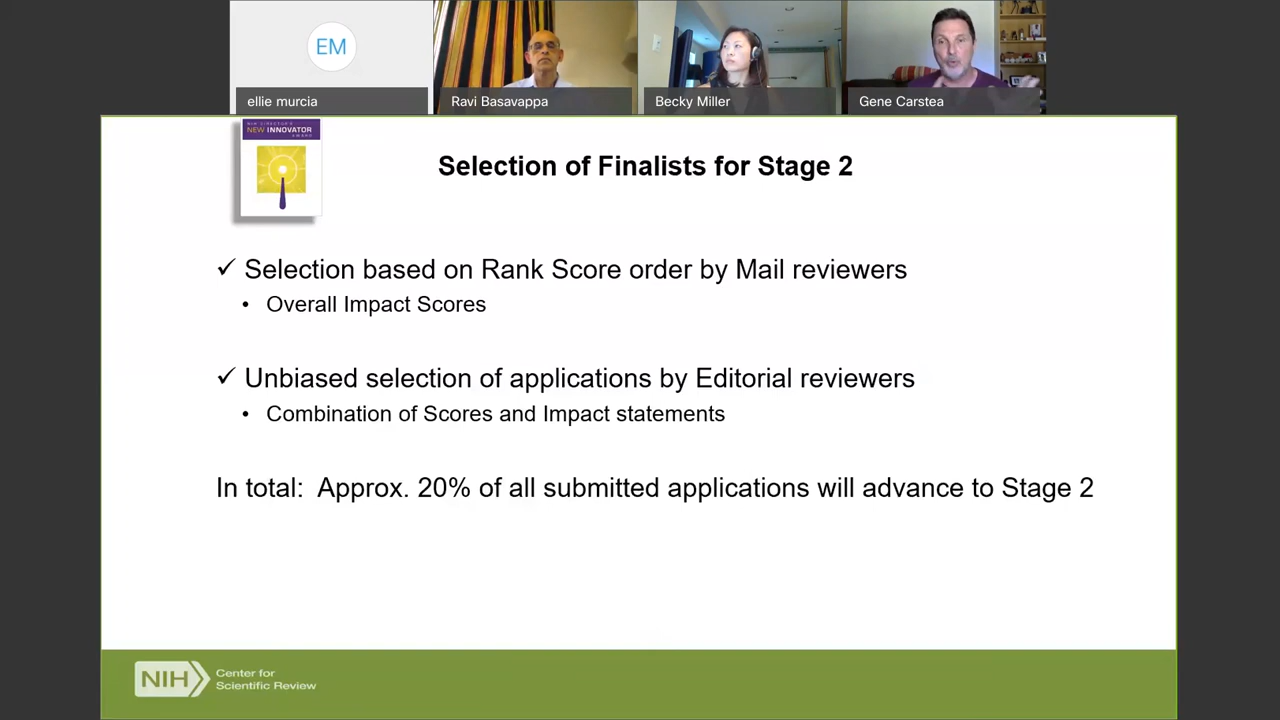 EM
ellie murcia
Ravi Basavappa
Becky Miller
Gene Carstea
NIH DIRECTOR'S
NEW INNOVATOR
AWARD
Selection of Finalists for Stage 2
✓ Selection based on Rank Score order by Mail reviewers
• Overall Impact Scores
✓ Unbiased selection of applications by Editorial reviewers
• Combination of Scores and Impact statements
In total: Approx. 20% of all submitted applications will advance to Stage 2
NIH
Center for
Scientific Review